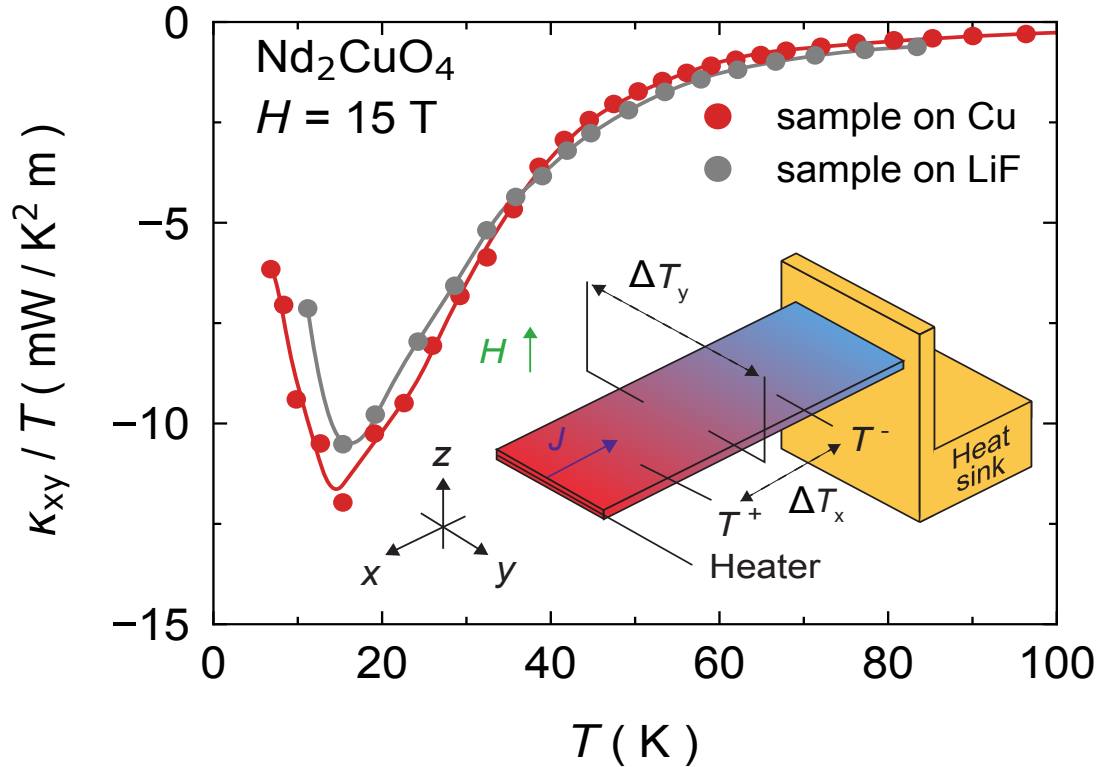 0
Nd₂CuO₄
H = 15 T
sample on Cu
sample on LiF
−5
κxy / T ( mW / K² m )
ΔTy
H
−10
J
T⁻
Heat
sink
z
ΔTx
T⁺
x
y
Heater
−15
0
20
40
60
80
100
T ( K )